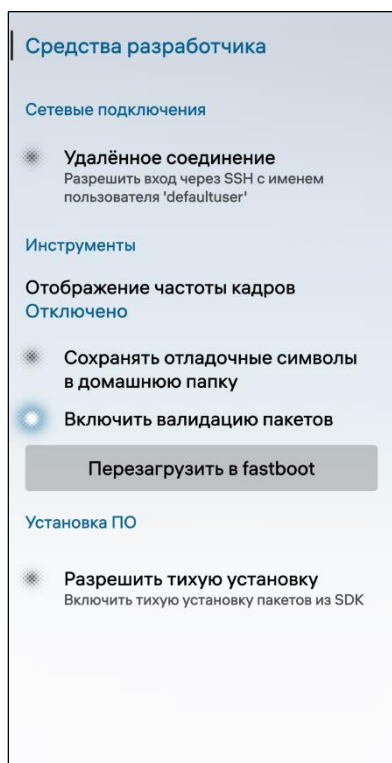 Средства разработчика
Сетевые подключения
Удалённое соединение
Разрешить вход через SSH с именем
пользователя 'defaultuser'
Инструменты
Отображение частоты кадров
Отключено
Сохранять отладочные символы
в домашнюю папку
Включить валидацию пакетов
Перезагрузить в fastboot
Установка ПО
Разрешить тихую установку
Включить тихую установку пакетов из SDK